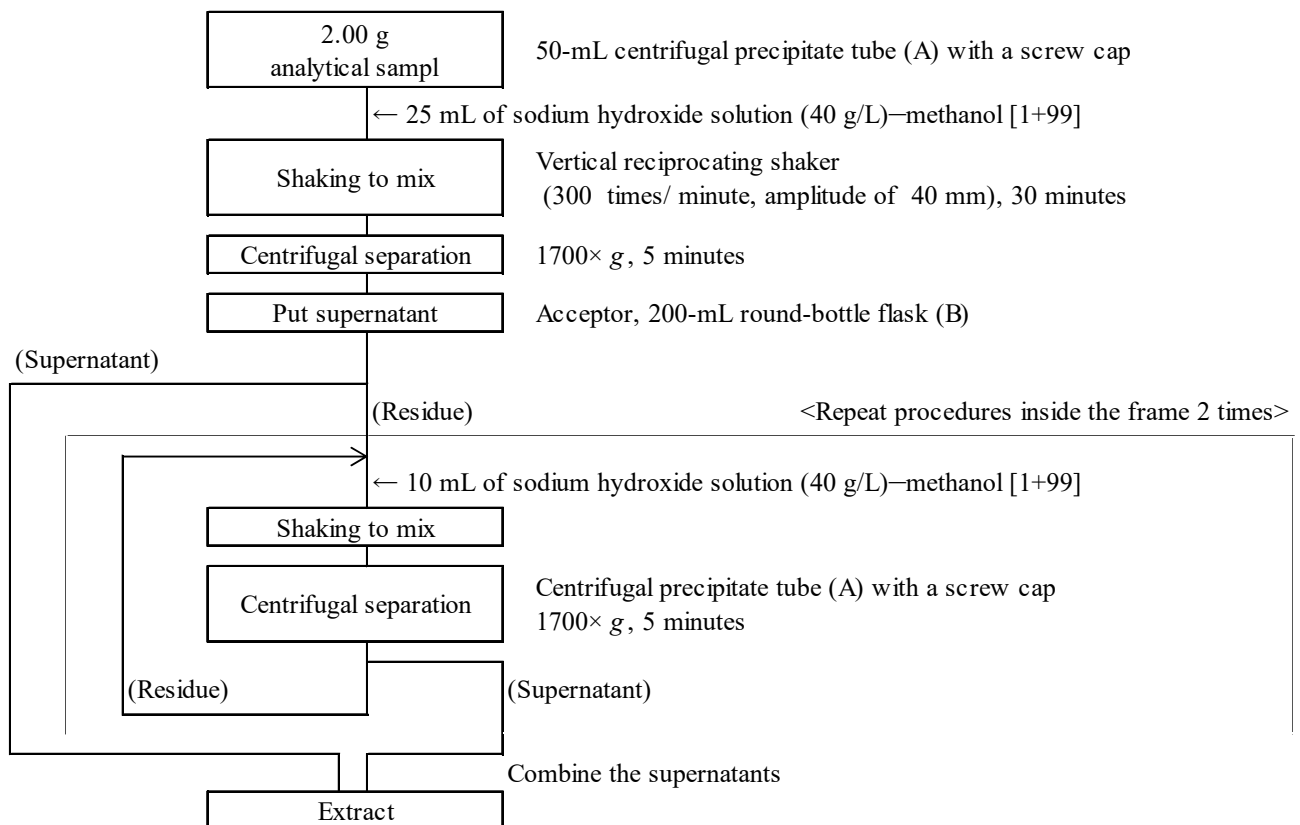 2.00 g
analytical sampl
50-mL centrifugal precipitate tube (A) with a screw cap
← 25 mL of sodium hydroxide solution (40 g/L)−methanol [1+99]
Shaking to mix
Vertical reciprocating shaker
(300 times/ minute, amplitude of 40 mm), 30 minutes
Centrifugal separation
1700× g, 5 minutes
Put supernatant
Acceptor, 200-mL round-bottle flask (B)
(Supernatant)
(Residue)
<Repeat procedures inside the frame 2 times>
← 10 mL of sodium hydroxide solution (40 g/L)−methanol [1+99]
Shaking to mix
Centrifugal separation
Centrifugal precipitate tube (A) with a screw cap
1700× g, 5 minutes
(Residue)
(Supernatant)
Combine the supernatants
Extract